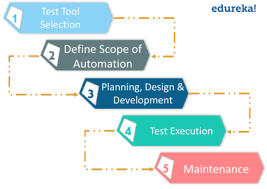 edureka!
1
Test Tool
Selection
2
Define Scope of
Automation
3
Planning, Design &
Development
4
Test Execution
5
Maintenance